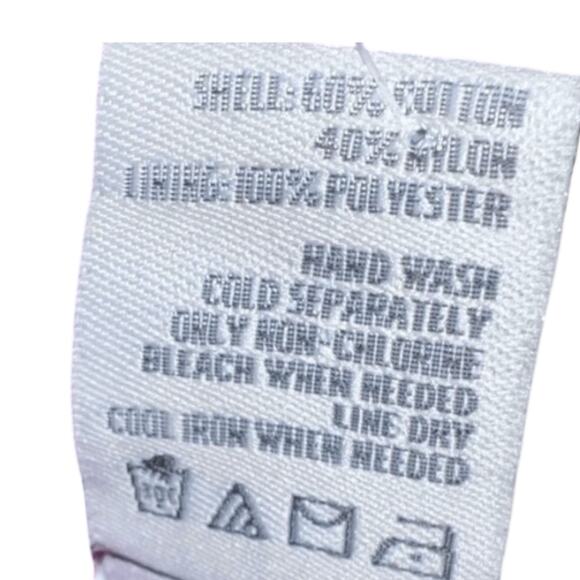 SHELL: 60% COTTON
40% NYLON
LINING: 100% POLYESTER
HAND WASH
COLD SEPARATELY
ONLY NON-CHLORINE
BLEACH WHEN NEEDED
LINE DRY
COOL IRON WHEN NEEDED